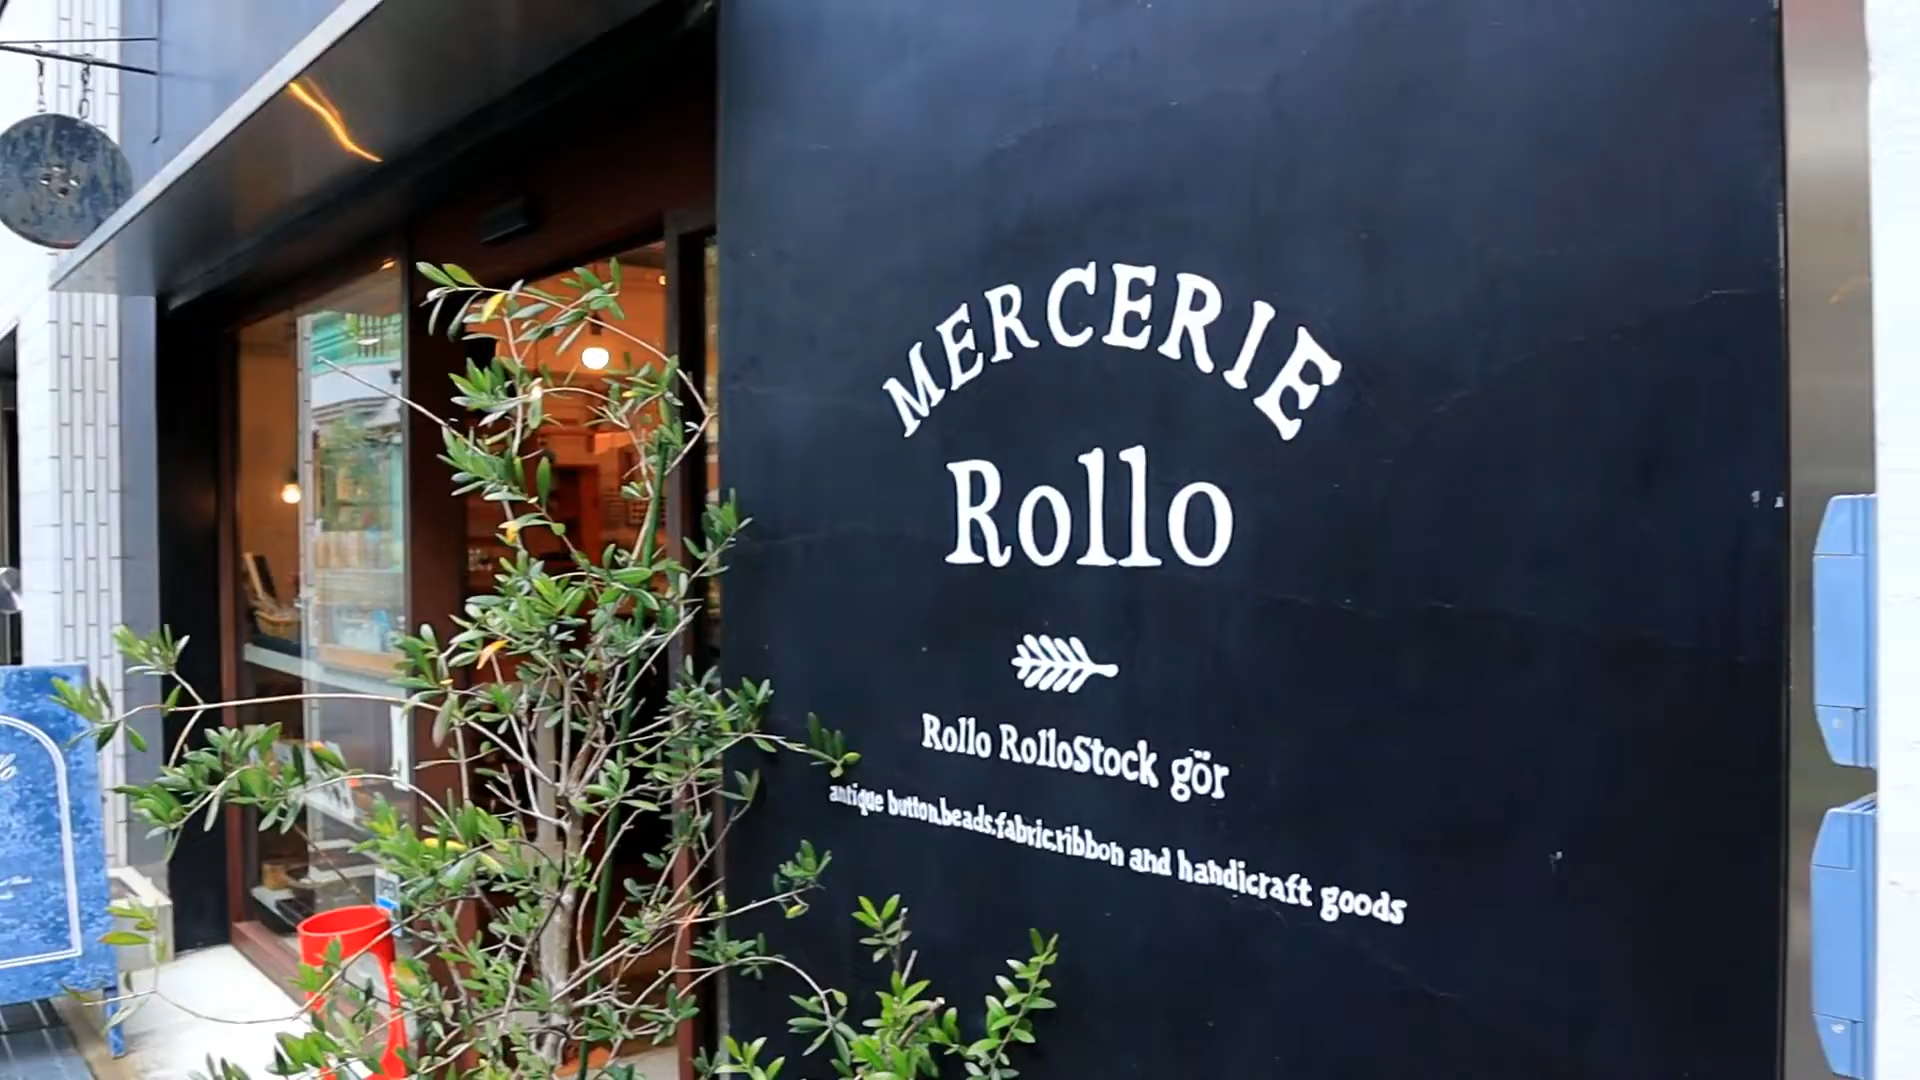 MERCERIE
Rollo
Rollo RolloStock gör
antique button.beads.fabric.ribbon and handicraft goods